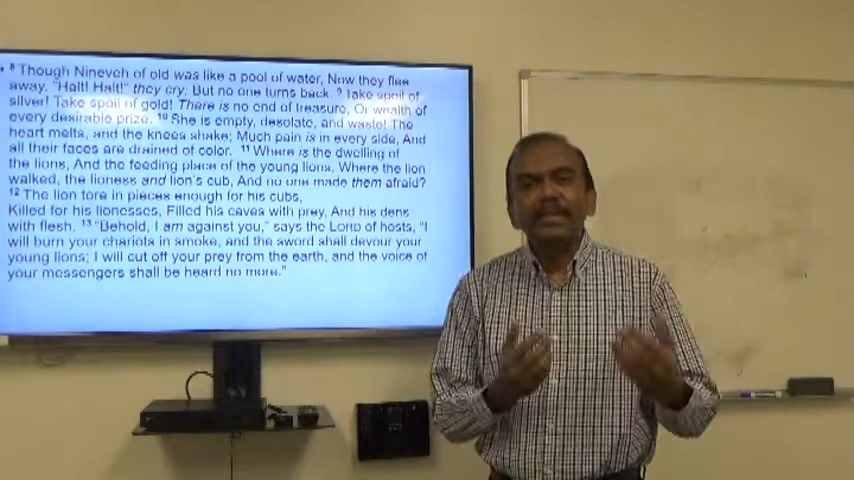 ⁸ Though Nineveh of old was like a pool of water, Now they flee
away. "Halt! Halt!" they cry; But no one turns back. ⁹ Take spoil of
silver! Take spoil of gold! There is no end of treasure, Or wealth of
every desirable prize. ¹⁰ She is empty, desolate, and waste! The
heart melts, and the knees shake; Much pain is in every side, And
all their faces are drained of color. ¹¹ Where is the dwelling of
the lions, And the feeding place of the young lions, Where the lion
walked, the lioness and lion's cub, And no one made them afraid?
¹² The lion tore in pieces enough for his cubs,
Killed for his lionesses, Filled his caves with prey, And his dens
with flesh. ¹³ "Behold, I am against you," says the LORD of hosts, "I
will burn your chariots in smoke, and the sword shall devour your
young lions; I will cut off your prey from the earth, and the voice of
your messengers shall be heard no more."